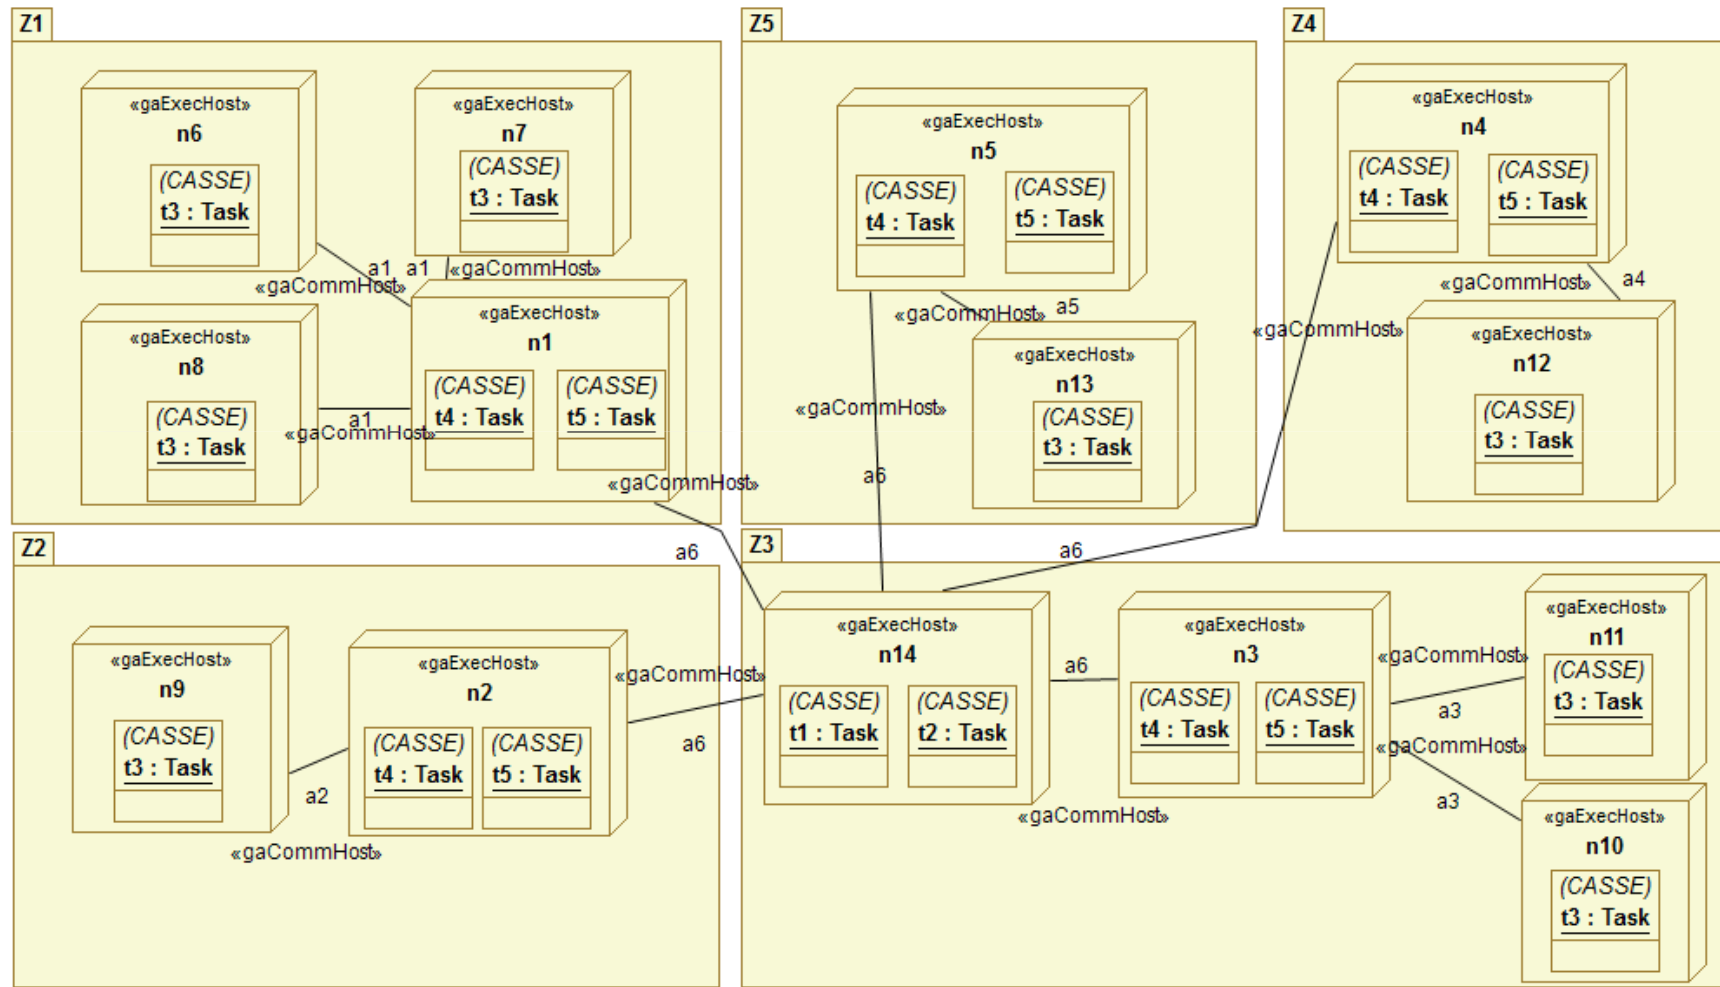 Z1
«gaExecHost»
n6
(CASSE)
t3 : Task
«gaExecHost»
n7
(CASSE)
t3 : Task
a1
a1
«gaCommHost»
«gaCommHost»
«gaExecHost»
n8
(CASSE)
t3 : Task
a1
«gaCommHost»
«gaExecHost»
n1
(CASSE)
t4 : Task
(CASSE)
t5 : Task
«gaCommHost»
a6
Z5
«gaExecHost»
n5
(CASSE)
t4 : Task
(CASSE)
t5 : Task
«gaCommHost»
a5
«gaExecHost»
n13
(CASSE)
t3 : Task
«gaCommHost»
a6
Z4
«gaExecHost»
n4
(CASSE)
t4 : Task
(CASSE)
t5 : Task
«gaCommHost»
a4
«gaCommHost»
«gaExecHost»
n12
(CASSE)
t3 : Task
a6
Z2
«gaExecHost»
n9
(CASSE)
t3 : Task
a2
«gaCommHost»
«gaExecHost»
n2
(CASSE)
t4 : Task
(CASSE)
t5 : Task
«gaCommHost»
a6
Z3
«gaExecHost»
n14
(CASSE)
t1 : Task
(CASSE)
t2 : Task
a6
«gaCommHost»
«gaExecHost»
n3
(CASSE)
t4 : Task
(CASSE)
t5 : Task
«gaCommHost»
a3
«gaCommHost»
a3
«gaExecHost»
n11
(CASSE)
t3 : Task
«gaExecHost»
n10
(CASSE)
t3 : Task